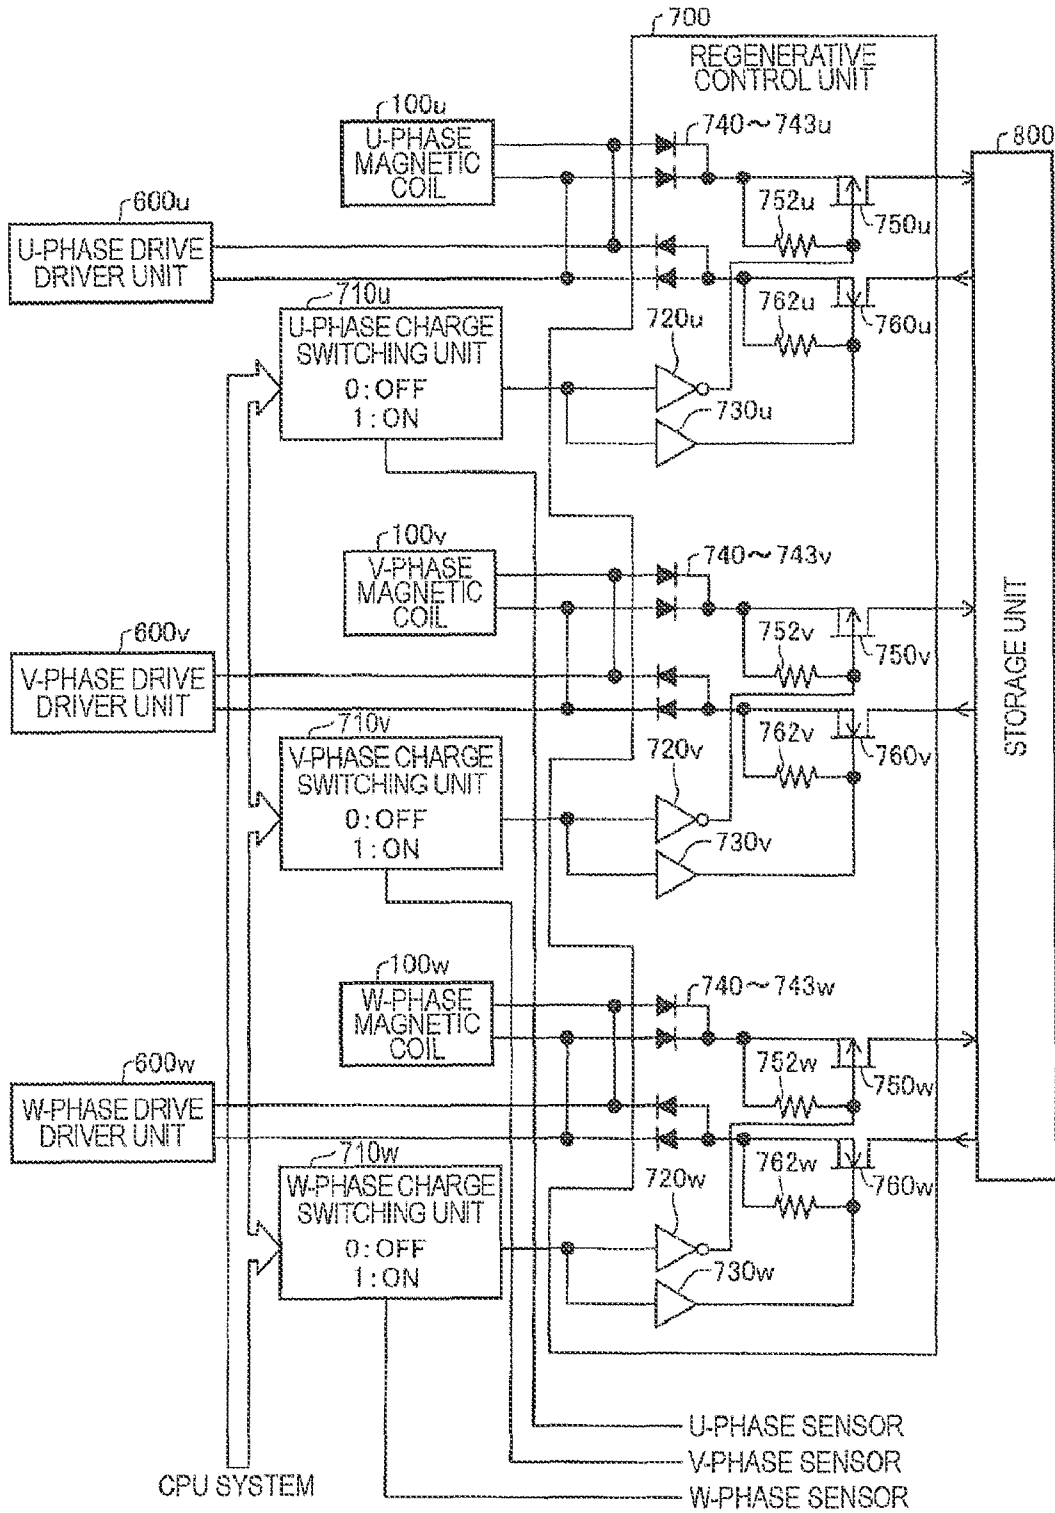 700
REGENERATIVE
CONTROL UNIT
100u
U-PHASE
MAGNETIC
COIL
740～743u
800
752u
750u
600u
U-PHASE DRIVE
DRIVER UNIT
710u
U-PHASE CHARGE
SWITCHING UNIT
0:OFF
1:ON
762u
760u
720u
730u
100v
V-PHASE
MAGNETIC
COIL
740～743v
752v
750v
STORAGE UNIT
600v
V-PHASE DRIVE
DRIVER UNIT
710v
V-PHASE CHARGE
SWITCHING UNIT
0:OFF
1:ON
762v
760v
720v
730v
100w
W-PHASE
MAGNETIC
COIL
740～743w
752w
750w
600w
W-PHASE DRIVE
DRIVER UNIT
710w
W-PHASE CHARGE
SWITCHING UNIT
0:OFF
1:ON
762w
760w
720w
730w
U-PHASE SENSOR
V-PHASE SENSOR
W-PHASE SENSOR
CPU SYSTEM